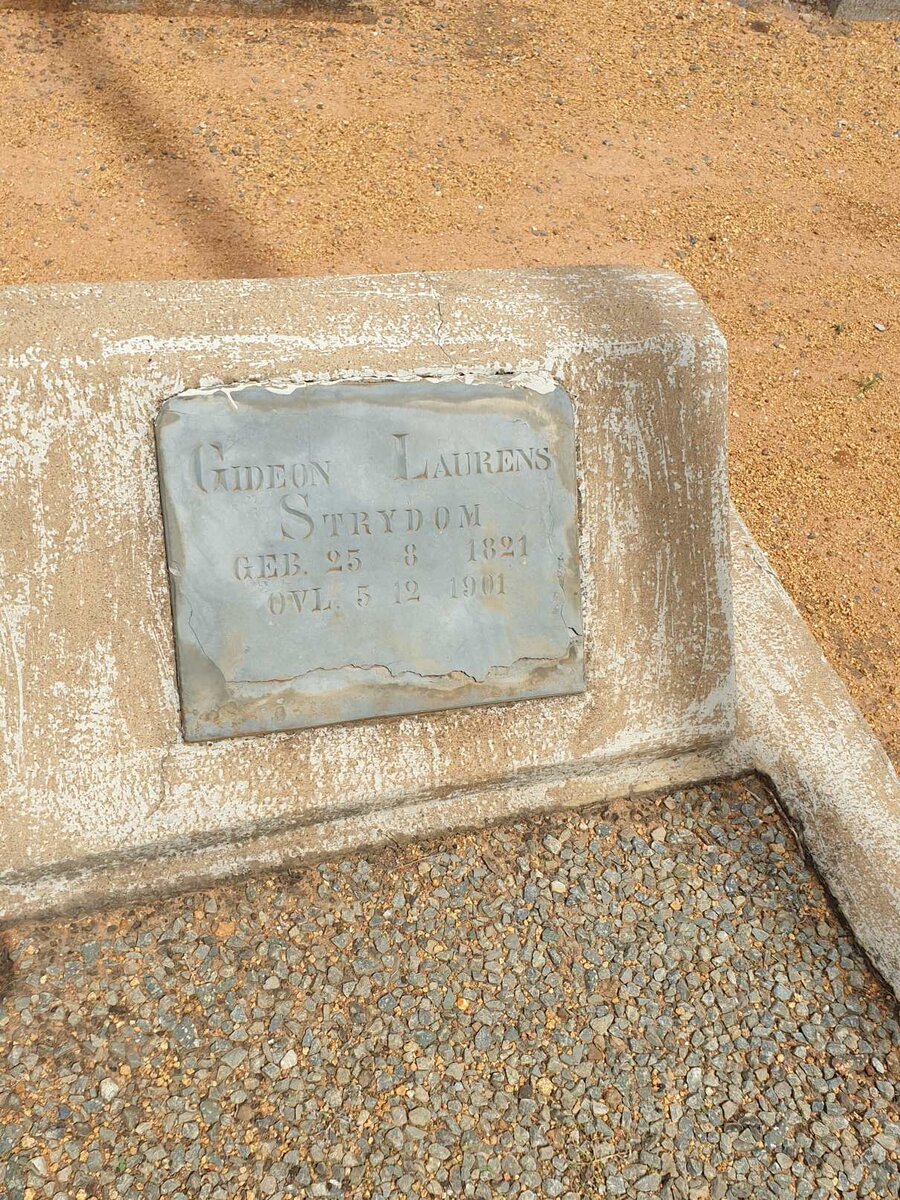 GIDEON LAURENS
STRYDOM
GEB. 25 8 1821
OVL. 5 12 1901